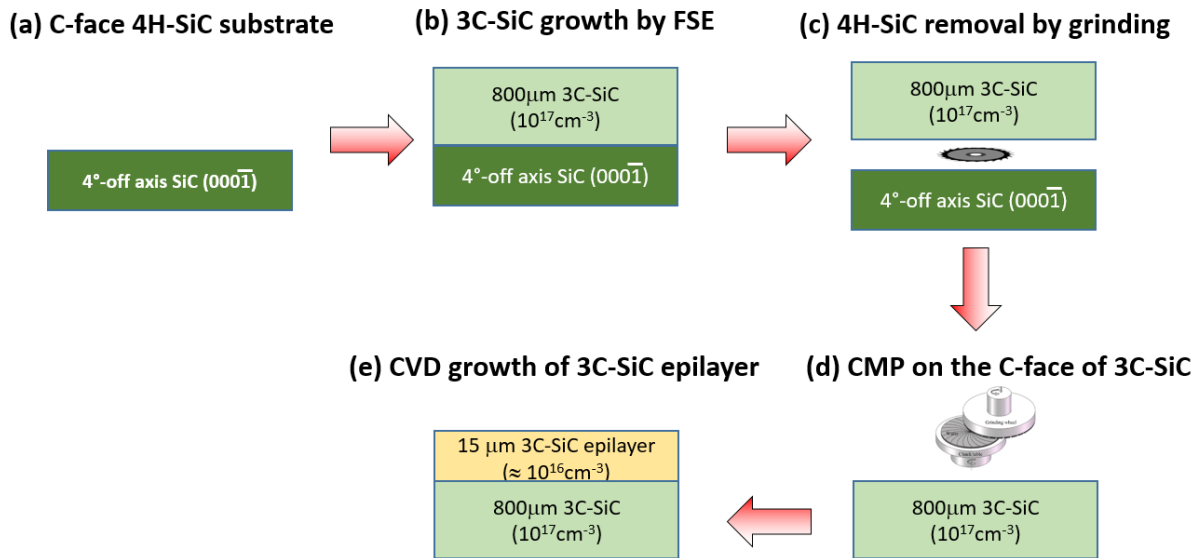 (a) C-face 4H-SiC substrate
4°-off axis SiC (0001̅)
(b) 3C-SiC growth by FSE
800μm 3C-SiC
(10¹⁷cm⁻³)
4°-off axis SiC (0001̅)
(c) 4H-SiC removal by grinding
800μm 3C-SiC
(10¹⁷cm⁻³)
4°-off axis SiC (0001̅)
(d) CMP on the C-face of 3C-SiC
Grinding wheel
800μm 3C-SiC
(10¹⁷cm⁻³)
(e) CVD growth of 3C-SiC epilayer
15 μm 3C-SiC epilayer
(≈ 10¹⁶cm⁻³)
800μm 3C-SiC
(10¹⁷cm⁻³)